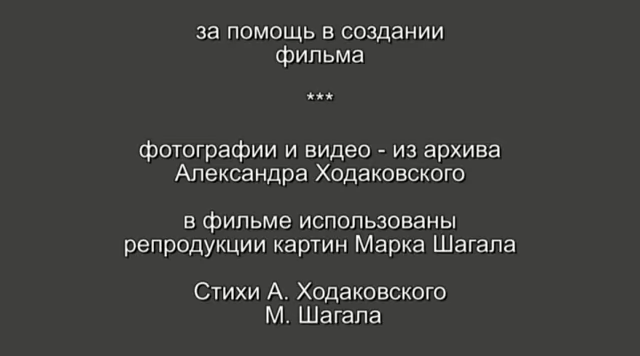 за помощь в создании
фильма
***
фотографии и видео - из архива
Александра Ходаковского
в фильме использованы
репродукции картин Марка Шагала
Стихи А. Ходаковского
М. Шагала